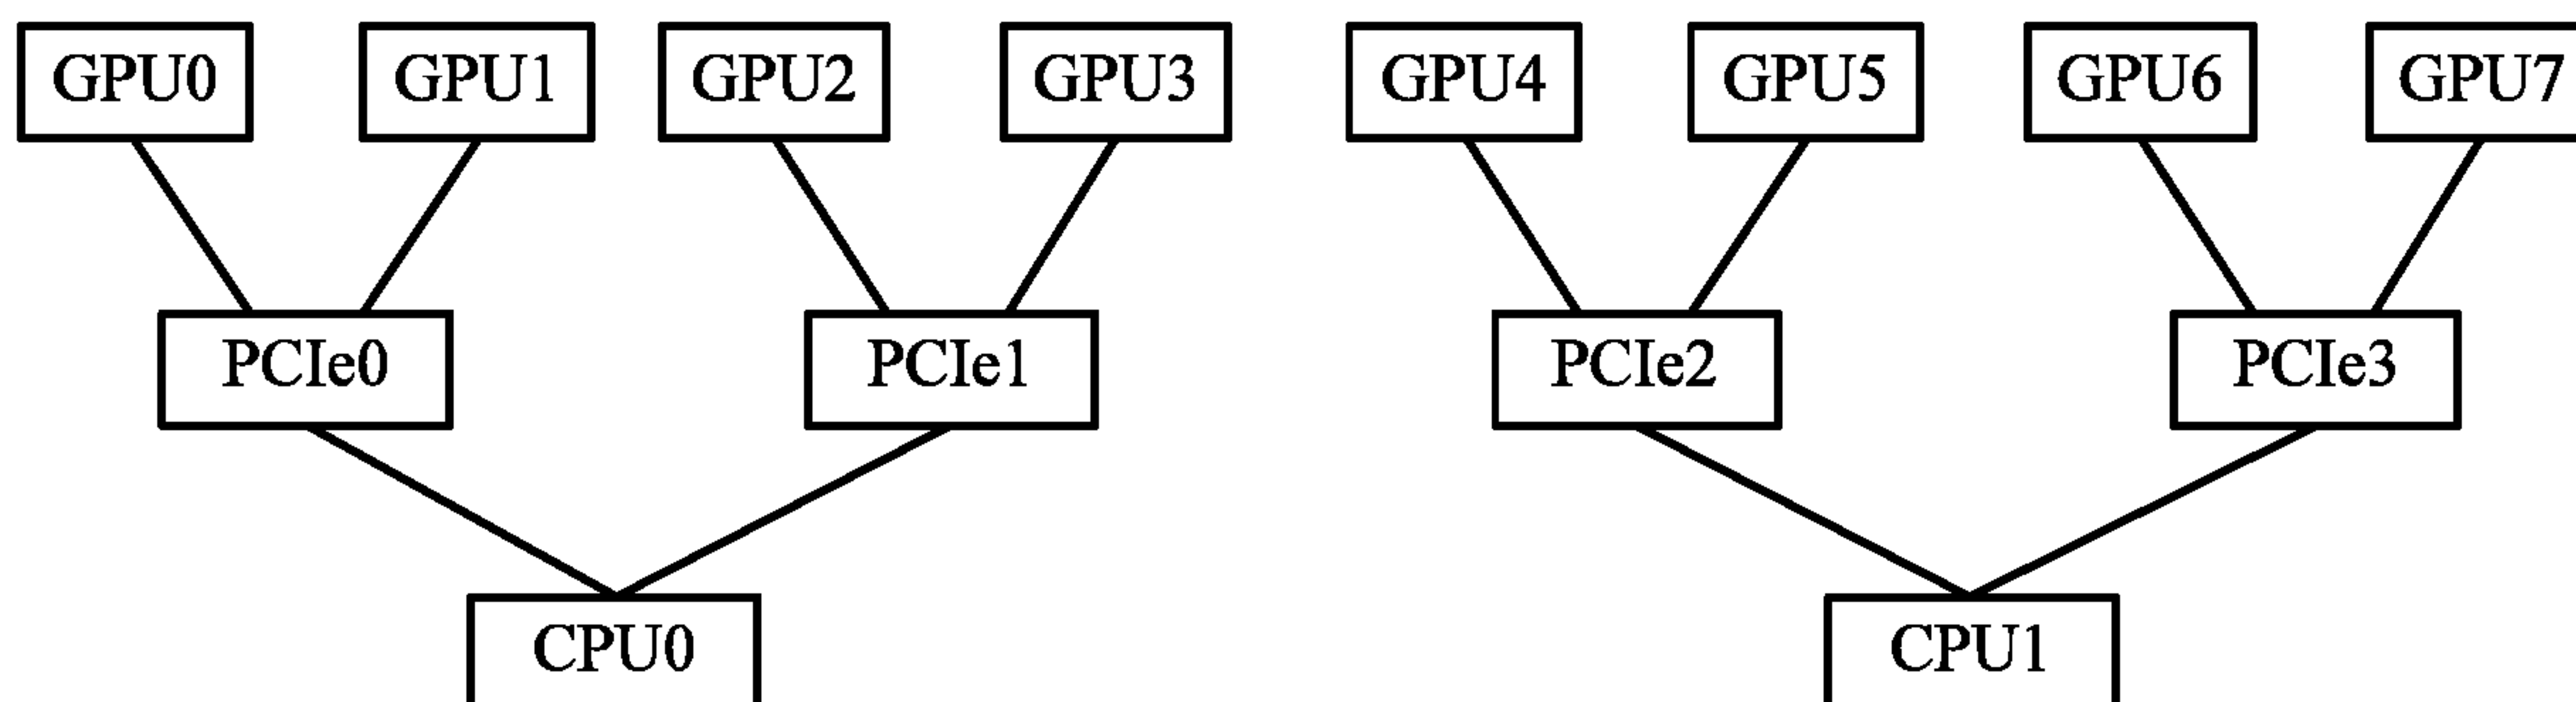 GPU0 GPU1 GPU2 GPU3 GPU4 GPU5 GPU6 GPU7
PCIe0 PCIe1 PCIe2 PCIe3
CPU0 CPU1